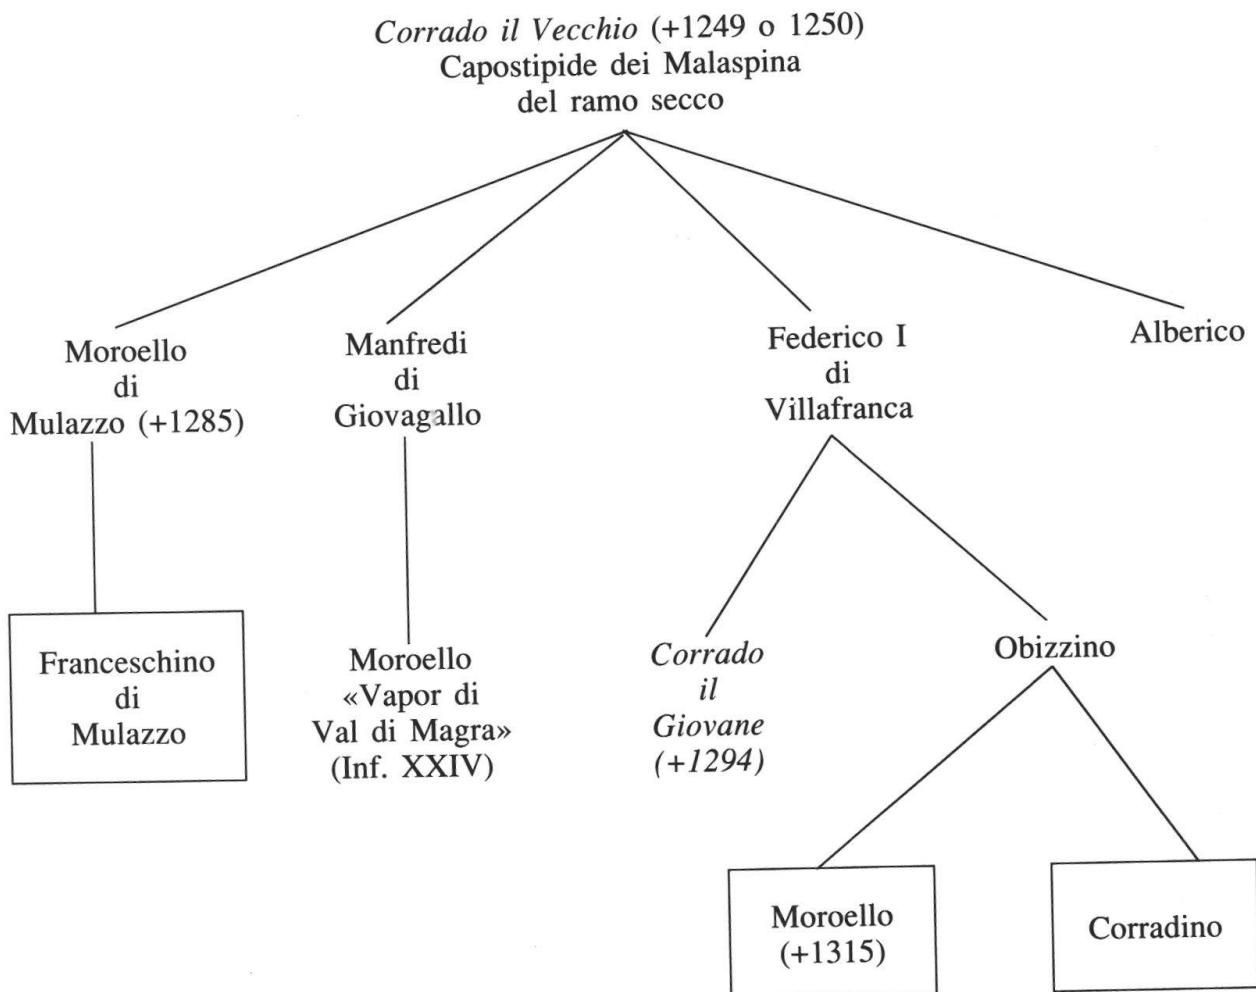 Corrado il Vecchio (+1249 o 1250)
Capostipide dei Malaspina
del ramo secco
Moroello
di
Mulazzo (+1285)
Manfredi
di
Giovagallo
Federico I
di
Villafranca
Alberico
Franceschino
di
Mulazzo
Moroello
«Vapor di
Val di Magra»
(Inf. XXIV)
Corrado
il
Giovane
(+1294)
Obizzino
Moroello
(+1315)
Corradino